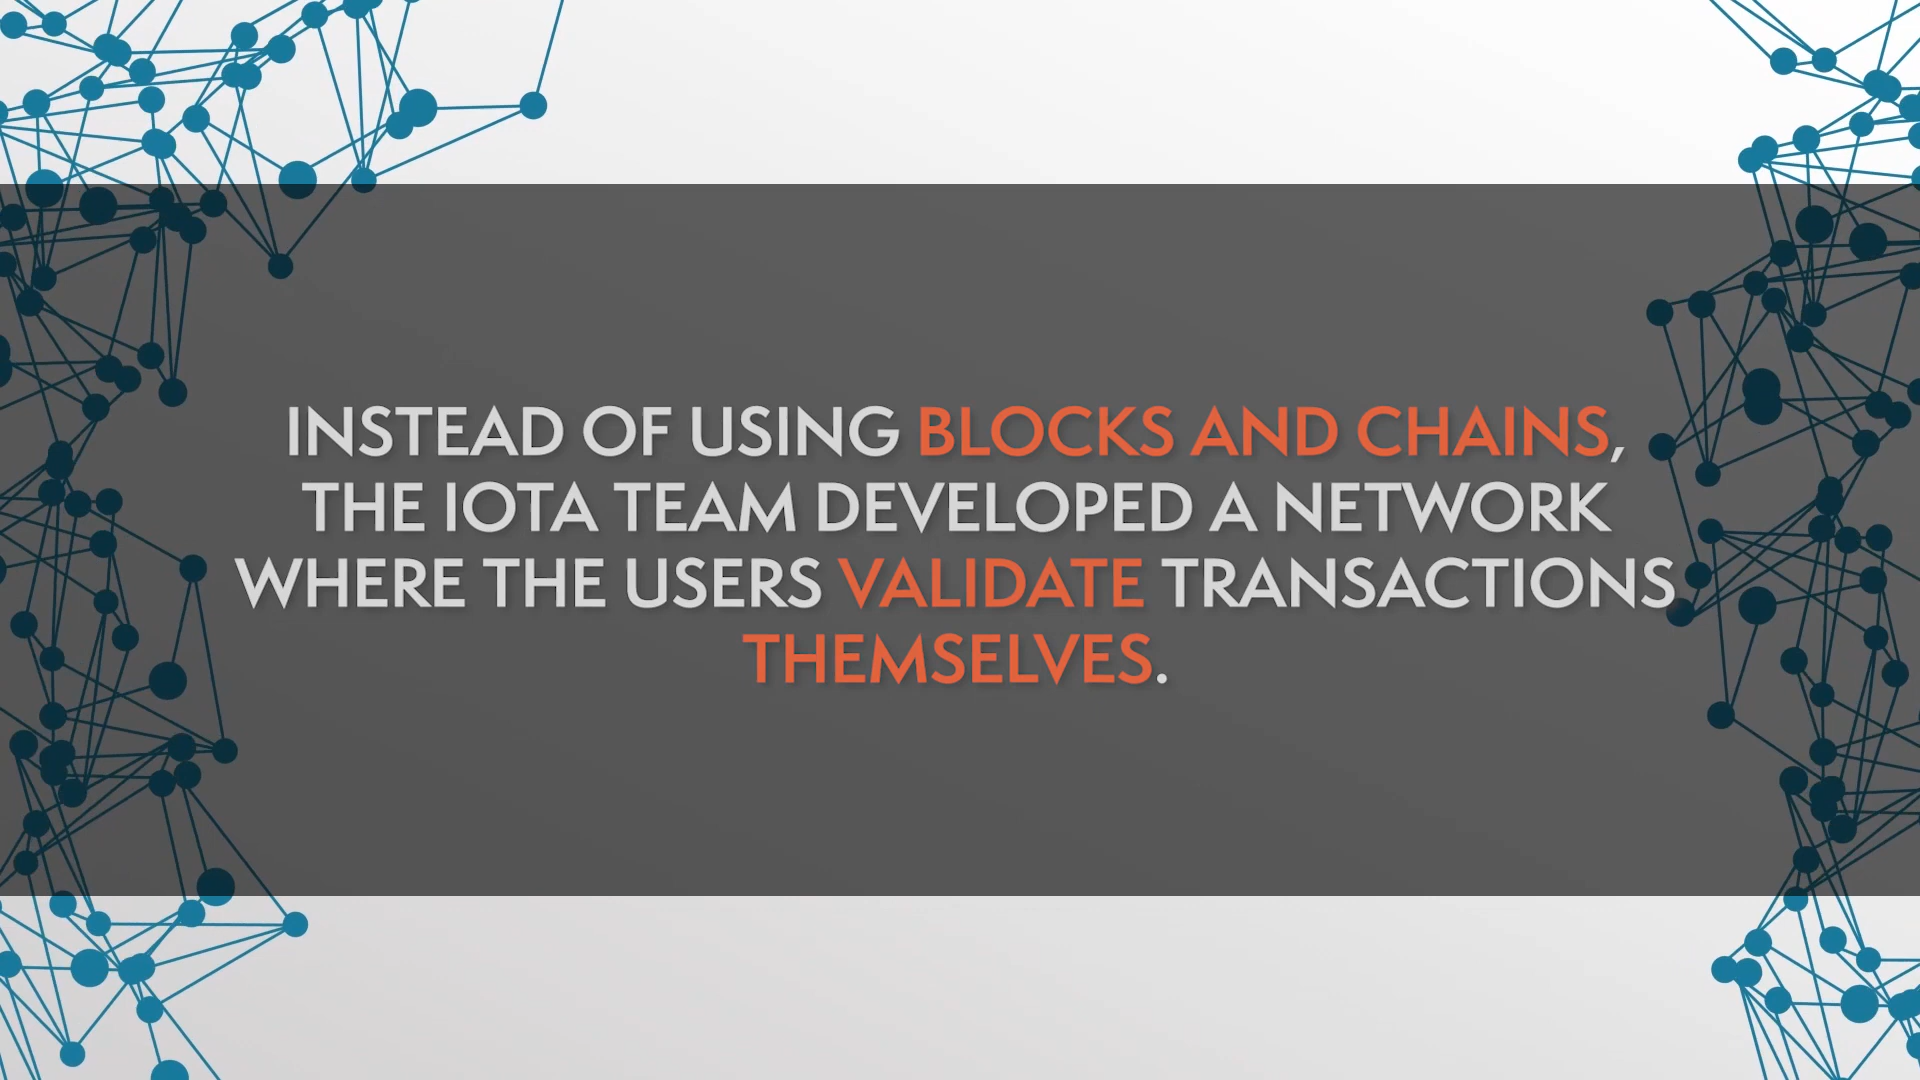 INSTEAD OF USING BLOCKS AND CHAINS,
THE IOTA TEAM DEVELOPED A NETWORK
WHERE THE USERS VALIDATE TRANSACTIONS
THEMSELVES.